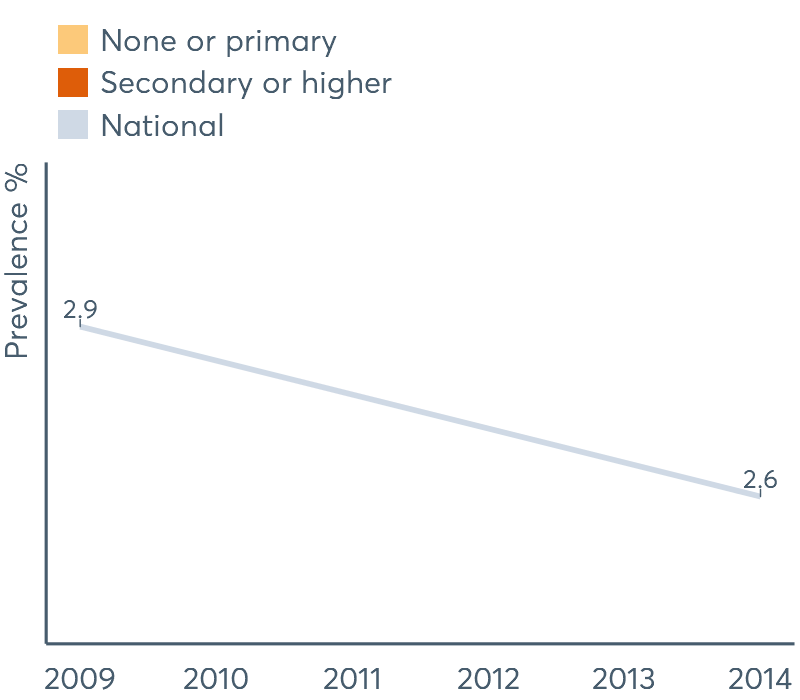 None or primary
Secondary or higher
National
Prevalence %
2.9
2.6
2009 2010 2011 2012 2013 2014